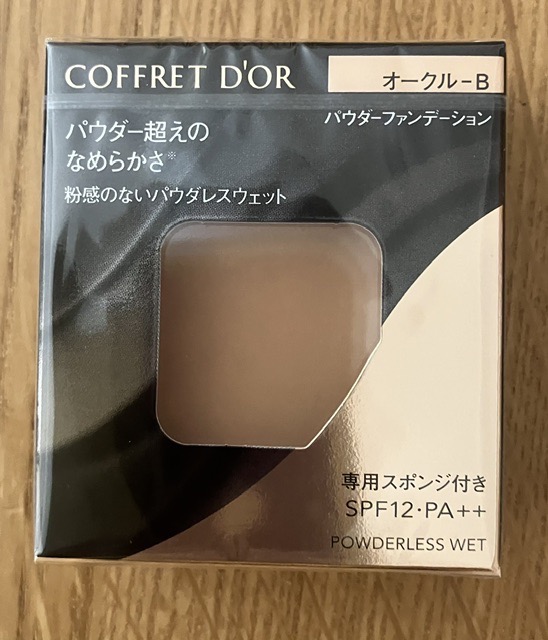 COFFRET D'OR
オークル-B
パウダーファンデーション
パウダー超えの
なめらかさ※
粉感のないパウダレスウェット
専用スポンジ付き
SPF12・PA++
POWDERLESS WET